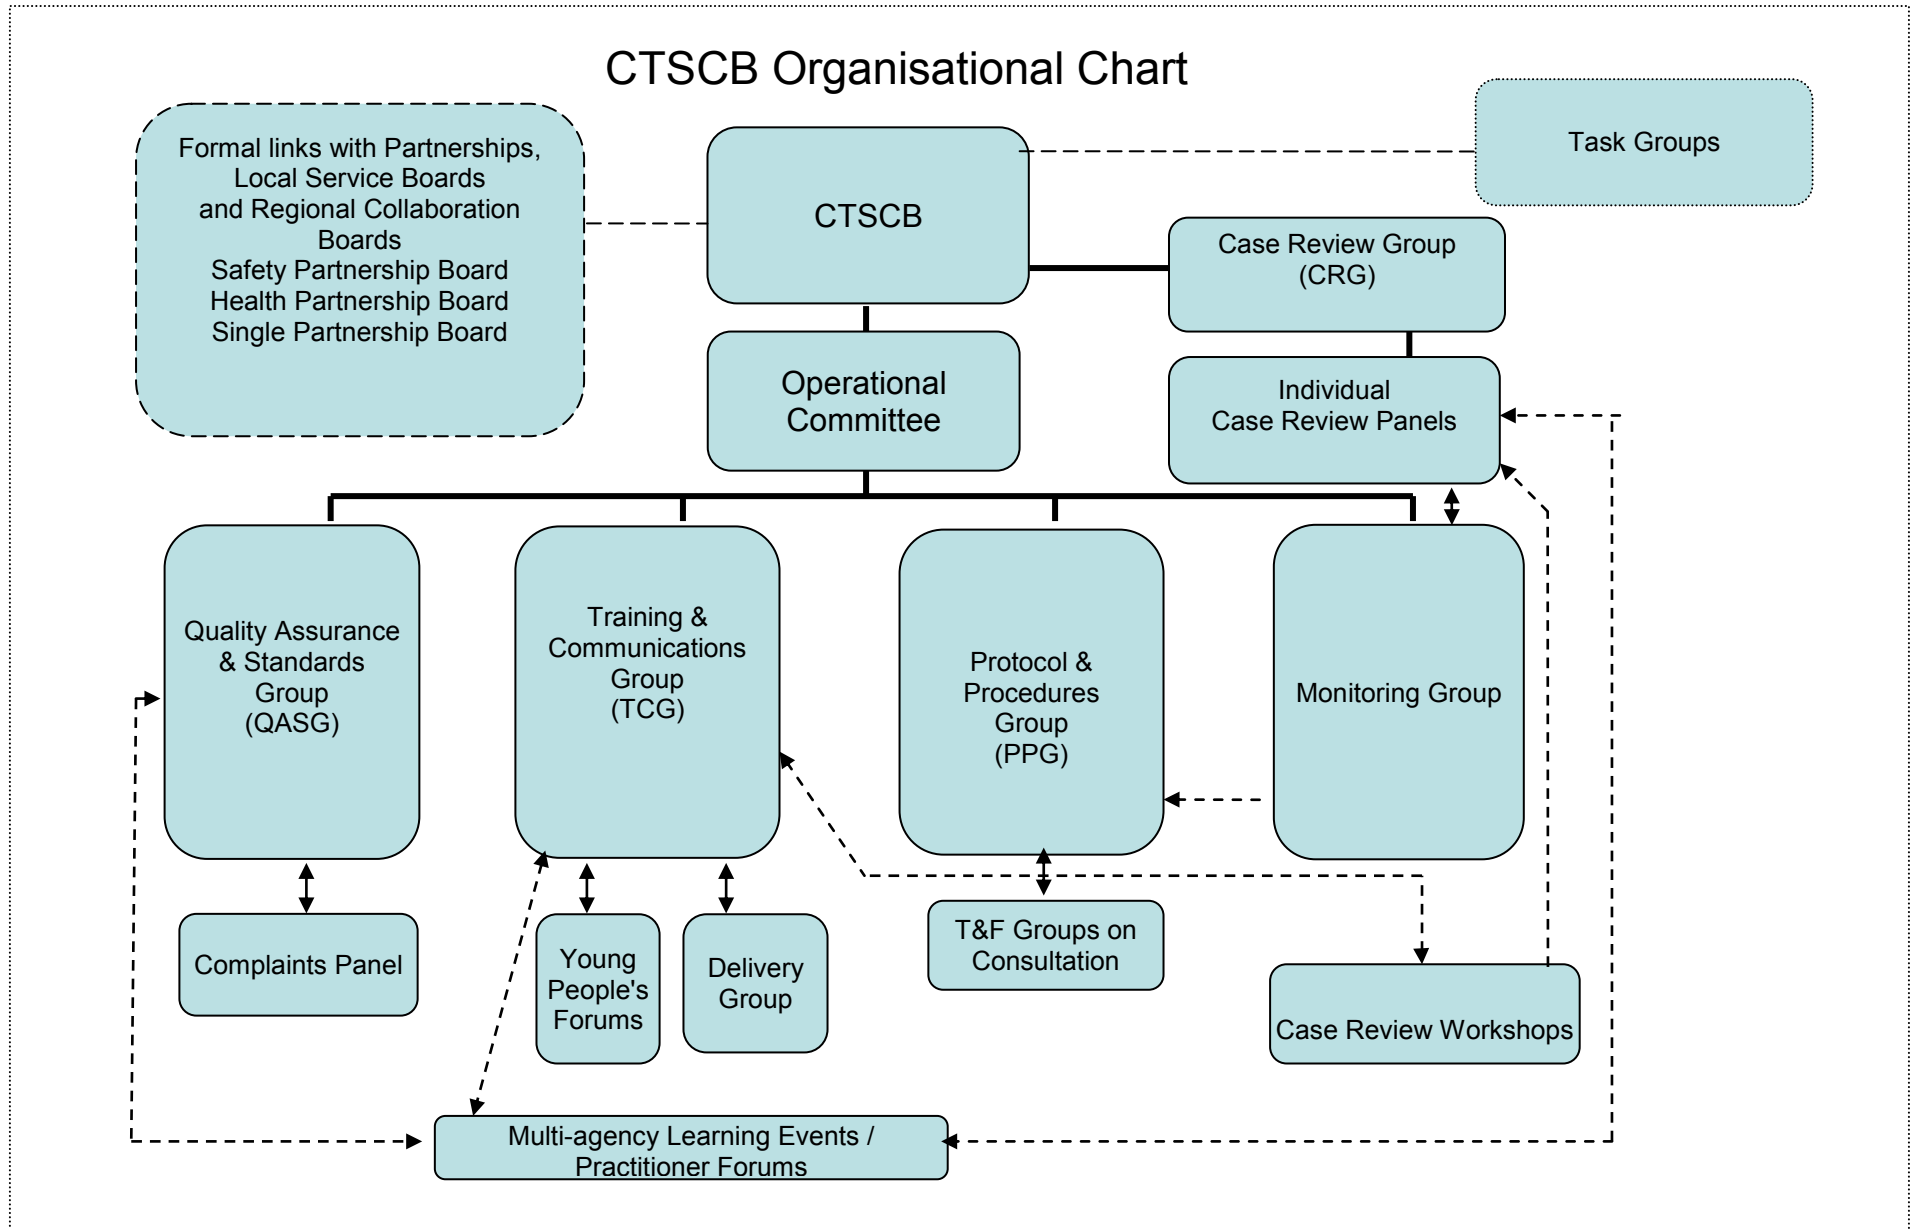 CTSCB Organisational Chart
Formal links with Partnerships,
Local Service Boards
and Regional Collaboration
Boards
Safety Partnership Board
Health Partnership Board
Single Partnership Board
CTSCB
Task Groups
Case Review Group
(CRG)
Operational
Committee
Individual
Case Review Panels
Quality Assurance
& Standards
Group
(QASG)
Training &
Communications
Group
(TCG)
Protocol &
Procedures
Group
(PPG)
Monitoring Group
Complaints Panel
Young
People's
Forums
Delivery
Group
T&F Groups on
Consultation
Case Review Workshops
Multi-agency Learning Events /
Practitioner Forums